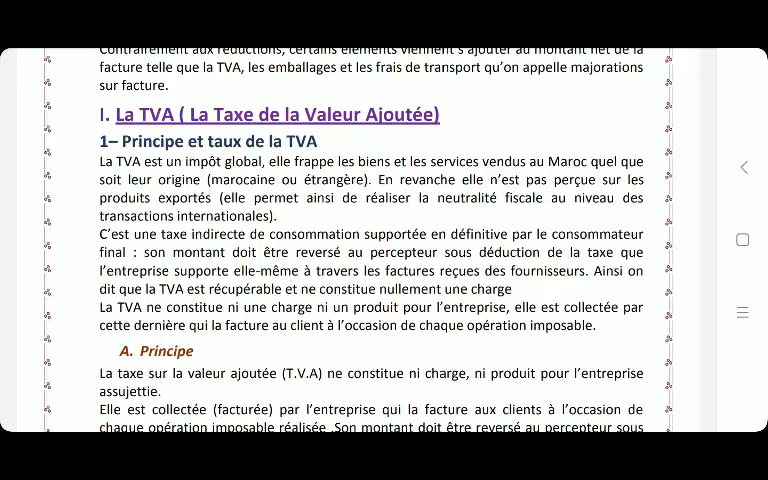 Contrairement aux réductions, certains éléments viennent s'ajouter au montant net de la
facture telle que la TVA, les emballages et les frais de transport qu'on appelle majorations
sur facture.
I. La TVA ( La Taxe de la Valeur Ajoutée)
1– Principe et taux de la TVA
La TVA est un impôt global, elle frappe les biens et les services vendus au Maroc quel que
soit leur origine (marocaine ou étrangère). En revanche elle n'est pas perçue sur les
produits exportés (elle permet ainsi de réaliser la neutralité fiscale au niveau des
transactions internationales).
C'est une taxe indirecte de consommation supportée en définitive par le consommateur
final : son montant doit être reversé au percepteur sous déduction de la taxe que
l'entreprise supporte elle-même à travers les factures reçues des fournisseurs. Ainsi on
dit que la TVA est récupérable et ne constitue nullement une charge
La TVA ne constitue ni une charge ni un produit pour l'entreprise, elle est collectée par
cette dernière qui la facture au client à l'occasion de chaque opération imposable.
A. Principe
La taxe sur la valeur ajoutée (T.V.A) ne constitue ni charge, ni produit pour l'entreprise
assujettie.
Elle est collectée (facturée) par l'entreprise qui la facture aux clients à l'occasion de
chaque opération imposable réalisée .Son montant doit être reversé au percepteur sous